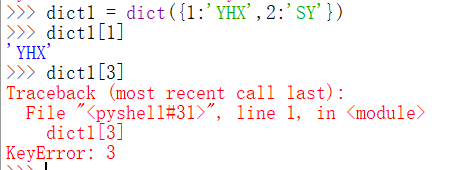 >>> dict1 = dict({1:'YHX',2:'SY'})
>>> dict1[1]
'YHX'
>>> dict1[3]
Traceback (most recent call last):
  File "<pyshell#31>", line 1, in <module>
    dict1[3]
KeyError: 3
>>>